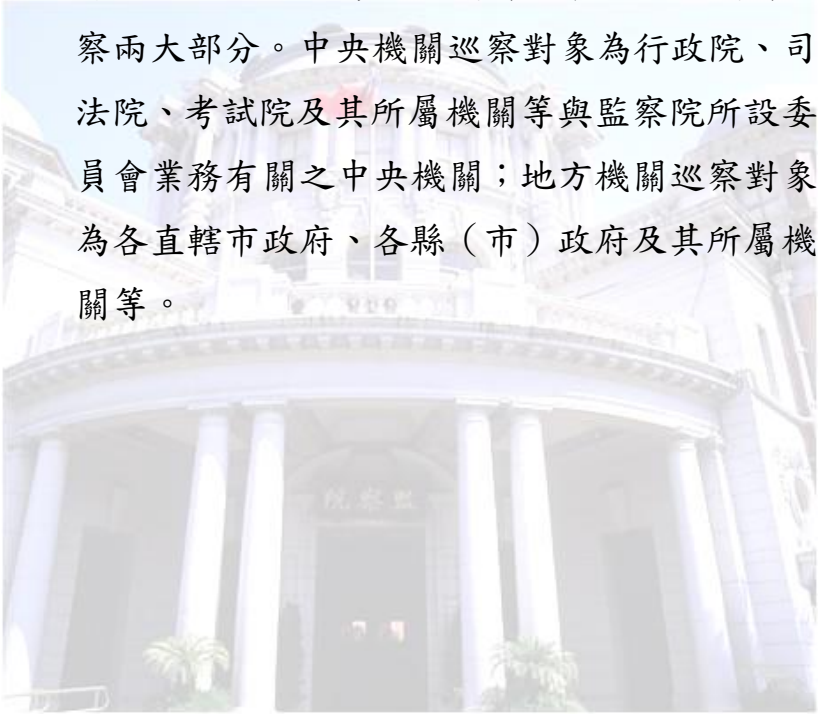 察兩大部分。中央機關巡察對象為行政院、司
法院、考試院及其所屬機關等與監察院所設委
員會業務有關之中央機關；地方機關巡察對象
為各直轄市政府、各縣（市）政府及其所屬機
關等。
院察監